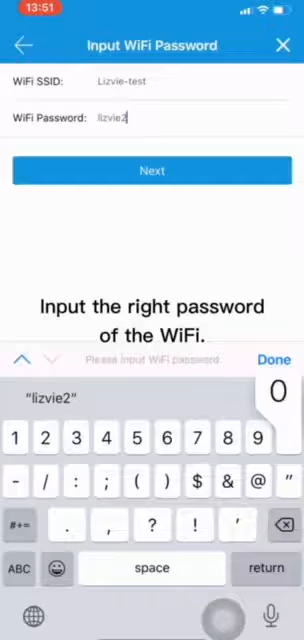 13:51
Input WiFi Password
WiFi SSID: Lizvie-test
WiFi Password: lizvie2
Next
Input the right password
of the WiFi.
Please input WiFi password
Done
"lizvie2"
0
1 2 3 4 5 6 7 8 9
- / : ; ( ) $ & @ "
#+= . , ? ! '
ABC space return